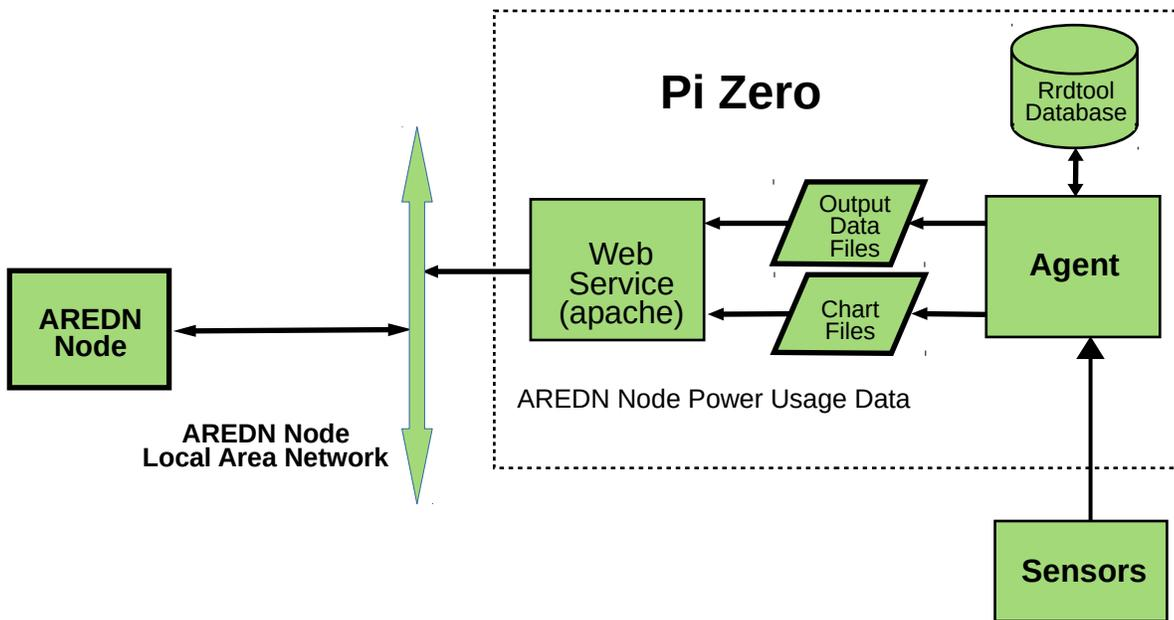 Pi Zero
Rrdtool
Database
Output
Data
Files
Web
Service
(apache)
Agent
Chart
Files
AREDN
Node
AREDN Node Power Usage Data
AREDN Node
Local Area Network
Sensors